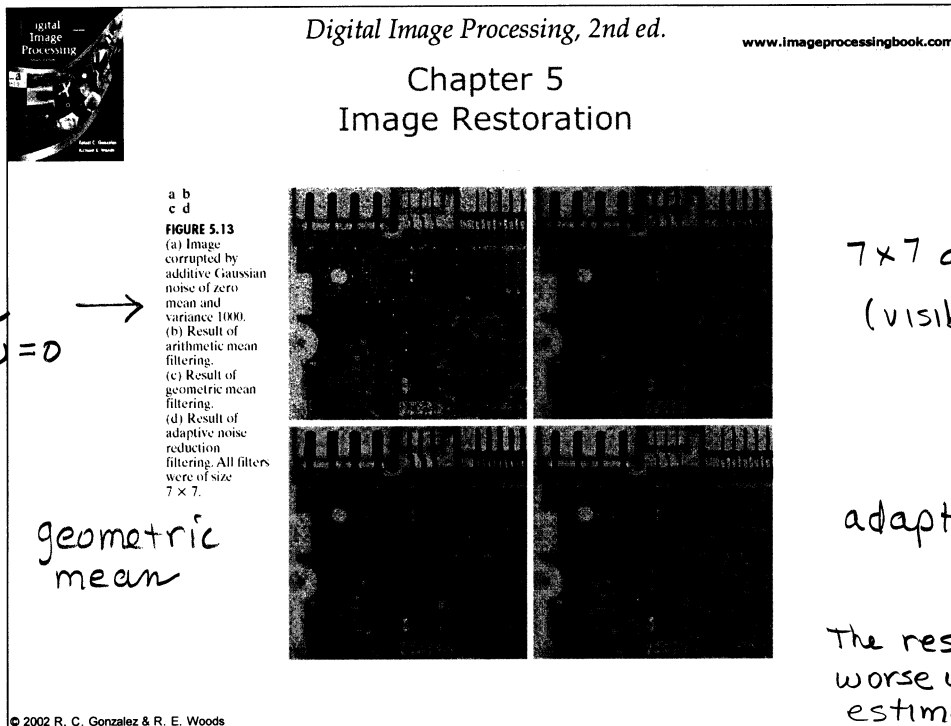 Digital Image Processing, 2nd ed.
www.imageprocessingbook.com
igital
Image
Processing
Chapter 5
Image Restoration
a b
c d
FIGURE 5.13
(a) Image
corrupted by
additive Gaussian
noise of zero
mean and
variance 1000.
(b) Result of
arithmetic mean
filtering.
(c) Result of
geometric mean
filtering.
(d) Result of
adaptive noise
reduction
filtering. All filters
were of size
7 × 7.
=0
geometric
mean
7×7
(visib
adapt
The res
worse
estim
© 2002 R. C. Gonzalez & R. E. Woods